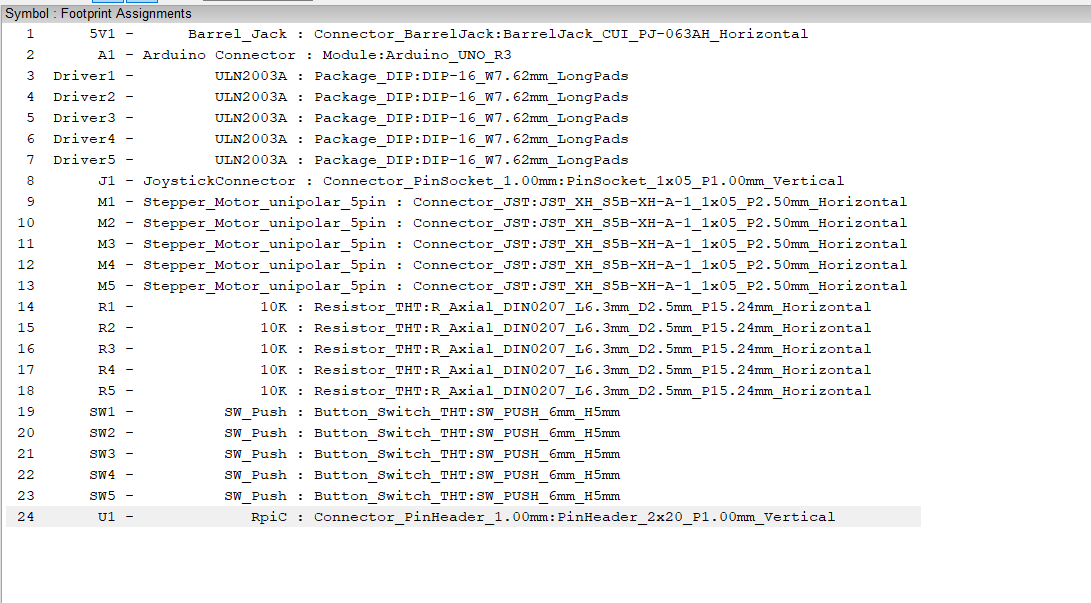 Symbol : Footprint Assignments
1 5V1 - Barrel_Jack : Connector_BarrelJack:BarrelJack_CUI_PJ-063AH_Horizontal
2 A1 - Arduino Connector : Module:Arduino_UNO_R3
3 Driver1 - ULN2003A : Package_DIP:DIP-16_W7.62mm_LongPads
4 Driver2 - ULN2003A : Package_DIP:DIP-16_W7.62mm_LongPads
5 Driver3 - ULN2003A : Package_DIP:DIP-16_W7.62mm_LongPads
6 Driver4 - ULN2003A : Package_DIP:DIP-16_W7.62mm_LongPads
7 Driver5 - ULN2003A : Package_DIP:DIP-16_W7.62mm_LongPads
8 J1 - JoystickConnector : Connector_PinSocket_1.00mm:PinSocket_1x05_P1.00mm_Vertical
9 M1 - Stepper_Motor_unipolar_5pin : Connector_JST:JST_XH_S5B-XH-A-1_1x05_P2.50mm_Horizontal
10 M2 - Stepper_Motor_unipolar_5pin : Connector_JST:JST_XH_S5B-XH-A-1_1x05_P2.50mm_Horizontal
11 M3 - Stepper_Motor_unipolar_5pin : Connector_JST:JST_XH_S5B-XH-A-1_1x05_P2.50mm_Horizontal
12 M4 - Stepper_Motor_unipolar_5pin : Connector_JST:JST_XH_S5B-XH-A-1_1x05_P2.50mm_Horizontal
13 M5 - Stepper_Motor_unipolar_5pin : Connector_JST:JST_XH_S5B-XH-A-1_1x05_P2.50mm_Horizontal
14 R1 - 10K : Resistor_THT:R_Axial_DIN0207_L6.3mm_D2.5mm_P15.24mm_Horizontal
15 R2 - 10K : Resistor_THT:R_Axial_DIN0207_L6.3mm_D2.5mm_P15.24mm_Horizontal
16 R3 - 10K : Resistor_THT:R_Axial_DIN0207_L6.3mm_D2.5mm_P15.24mm_Horizontal
17 R4 - 10K : Resistor_THT:R_Axial_DIN0207_L6.3mm_D2.5mm_P15.24mm_Horizontal
18 R5 - 10K : Resistor_THT:R_Axial_DIN0207_L6.3mm_D2.5mm_P15.24mm_Horizontal
19 SW1 - SW_Push : Button_Switch_THT:SW_PUSH_6mm_H5mm
20 SW2 - SW_Push : Button_Switch_THT:SW_PUSH_6mm_H5mm
21 SW3 - SW_Push : Button_Switch_THT:SW_PUSH_6mm_H5mm
22 SW4 - SW_Push : Button_Switch_THT:SW_PUSH_6mm_H5mm
23 SW5 - SW_Push : Button_Switch_THT:SW_PUSH_6mm_H5mm
24 U1 - RpiC : Connector_PinHeader_1.00mm:PinHeader_2x20_P1.00mm_Vertical